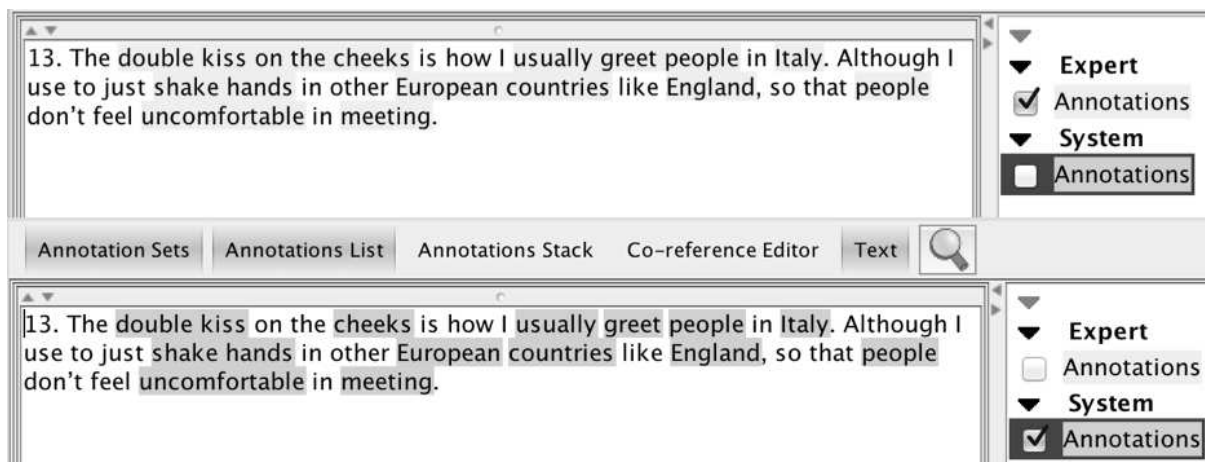 13. The double kiss on the cheeks is how I usually greet people in Italy. Although I
use to just shake hands in other European countries like England, so that people
don’t feel uncomfortable in meeting.
Expert
Annotations
System
Annotations
Annotation Sets Annotations List Annotations Stack Co-reference Editor Text
13. The double kiss on the cheeks is how I usually greet people in Italy. Although I
use to just shake hands in other European countries like England, so that people
don’t feel uncomfortable in meeting.
Expert
Annotations
System
Annotations